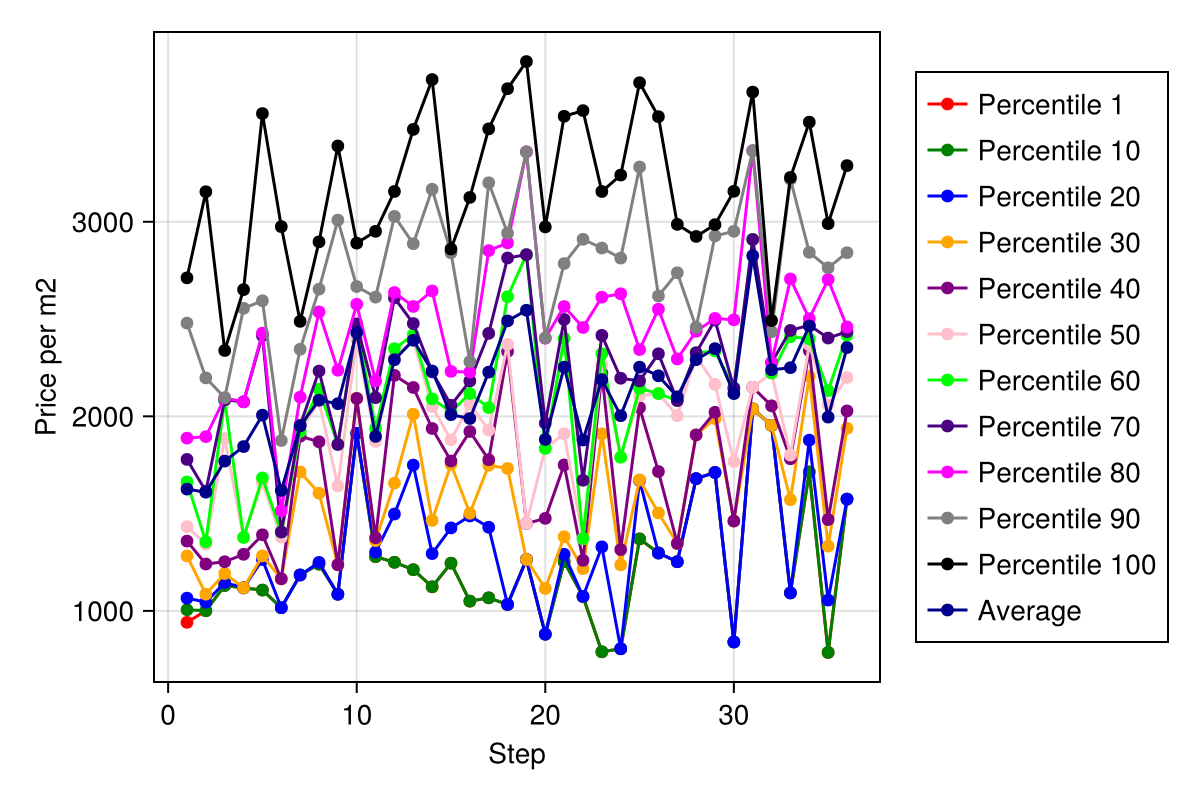 Price per m2
3000
2000
1000
0
10
20
30
Step
Percentile 1
Percentile 10
Percentile 20
Percentile 30
Percentile 40
Percentile 50
Percentile 60
Percentile 70
Percentile 80
Percentile 90
Percentile 100
Average